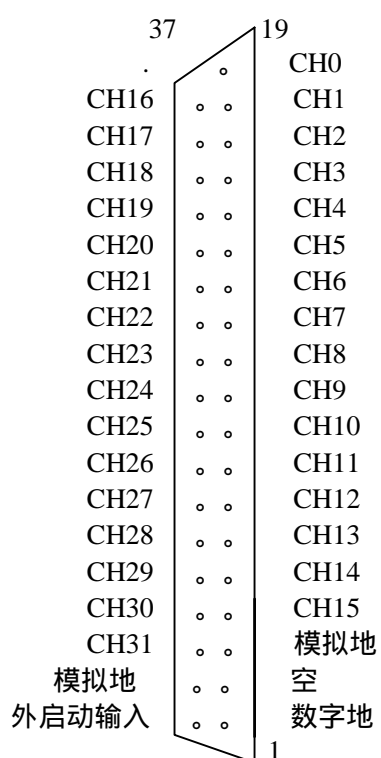 37 19
. CH0
CH16 CH1
CH17 CH2
CH18 CH3
CH19 CH4
CH20 CH5
CH21 CH6
CH22 CH7
CH23 CH8
CH24 CH9
CH25 CH10
CH26 CH11
CH27 CH12
CH28 CH13
CH29 CH14
CH30 CH15
CH31 模拟地
模拟地 空
外启动输入 数字地
1